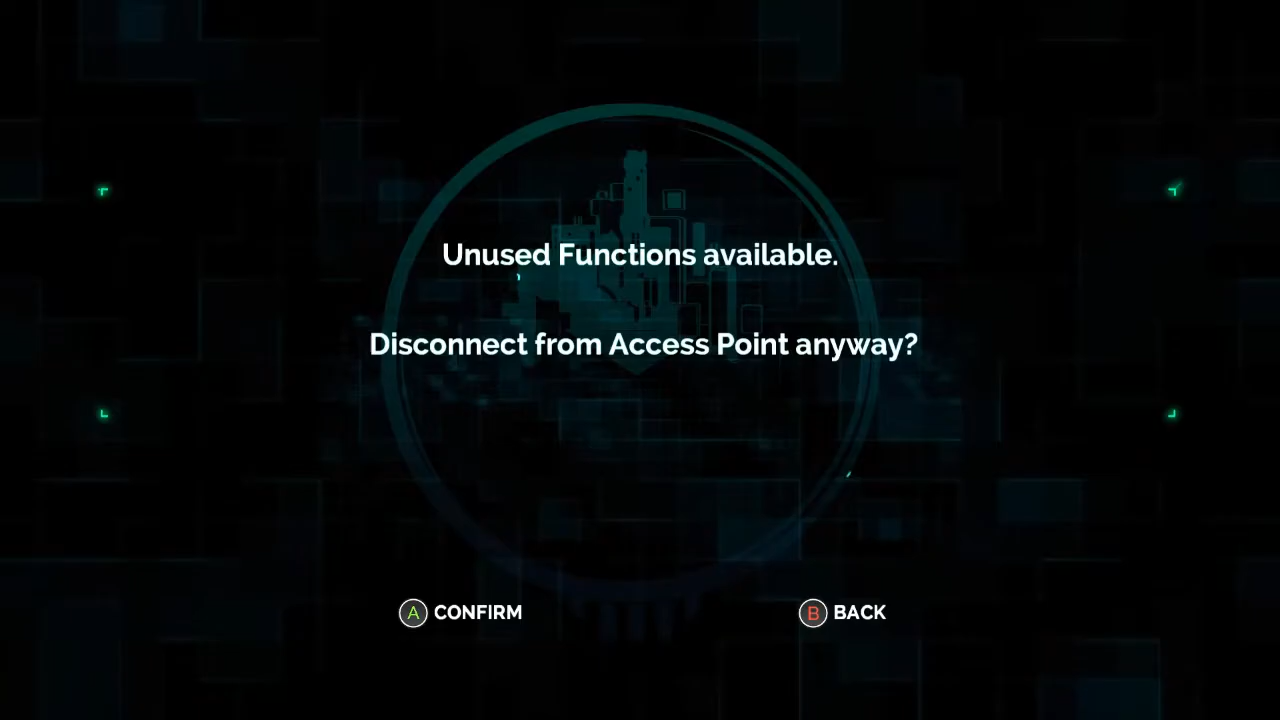 Unused Functions available.
Disconnect from Access Point anyway?
A CONFIRM
B BACK